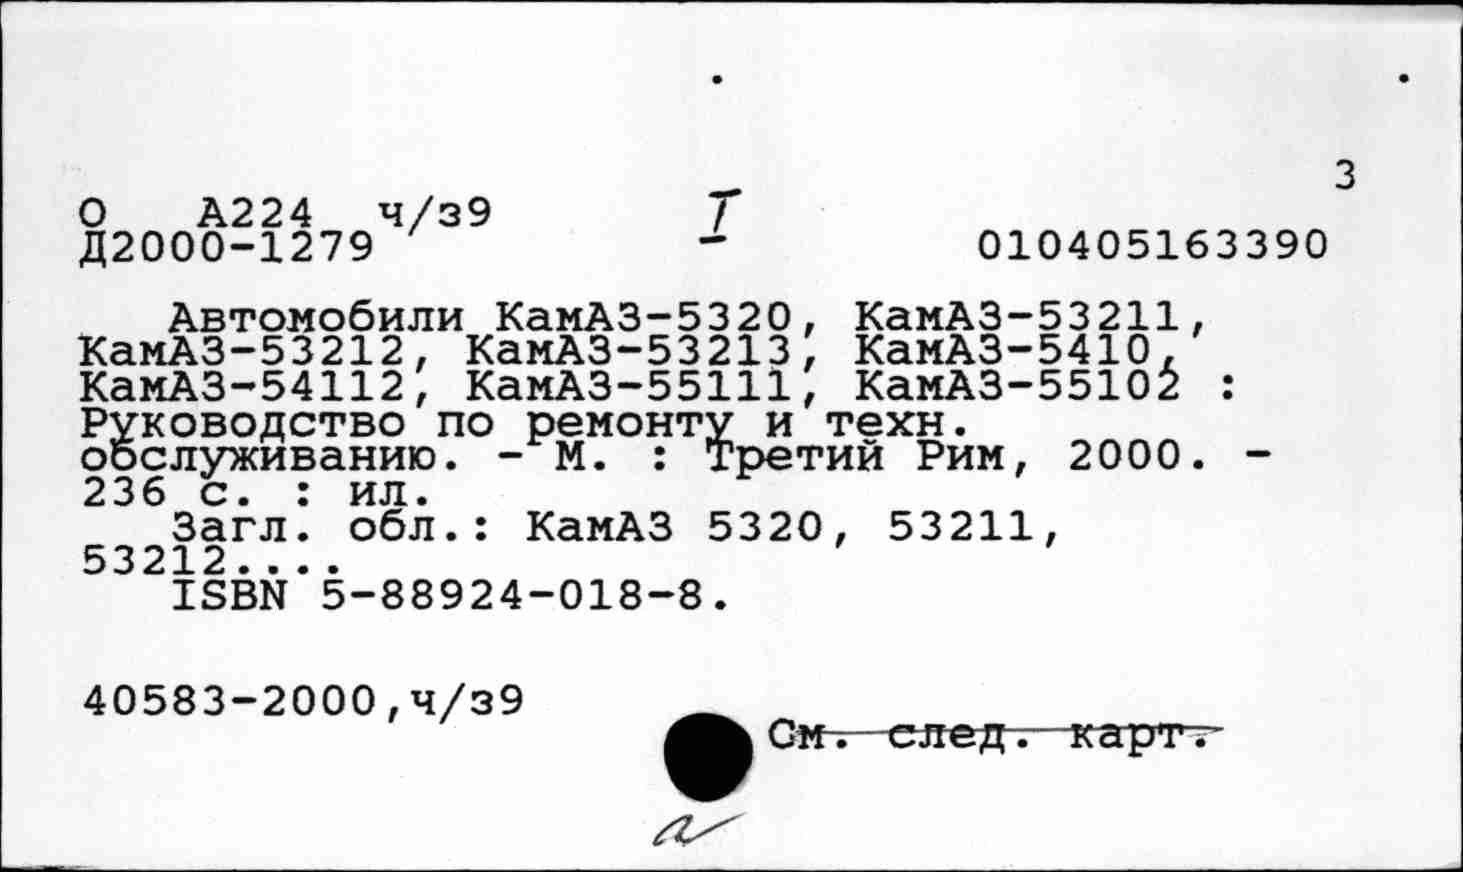 3
О А224 ч/з9 I
Д2000-1279 010405163390
Автомобили КамАЗ-5320, КамАЗ-53211,
КамАЗ-53212, КамАЗ-53213, КамАЗ-5410,
КамАЗ-54112, КамАЗ-55111, КамАЗ-55102 :
Руководство по ремонту и техн.
обслуживанию. - М. : Третий Рим, 2000. -
236 с. : ил.
Загл. обл.: КамАЗ 5320, 53211,
53212....
ISBN 5-88924-018-8.
40583-2000,ч/з9
См. след. карт.